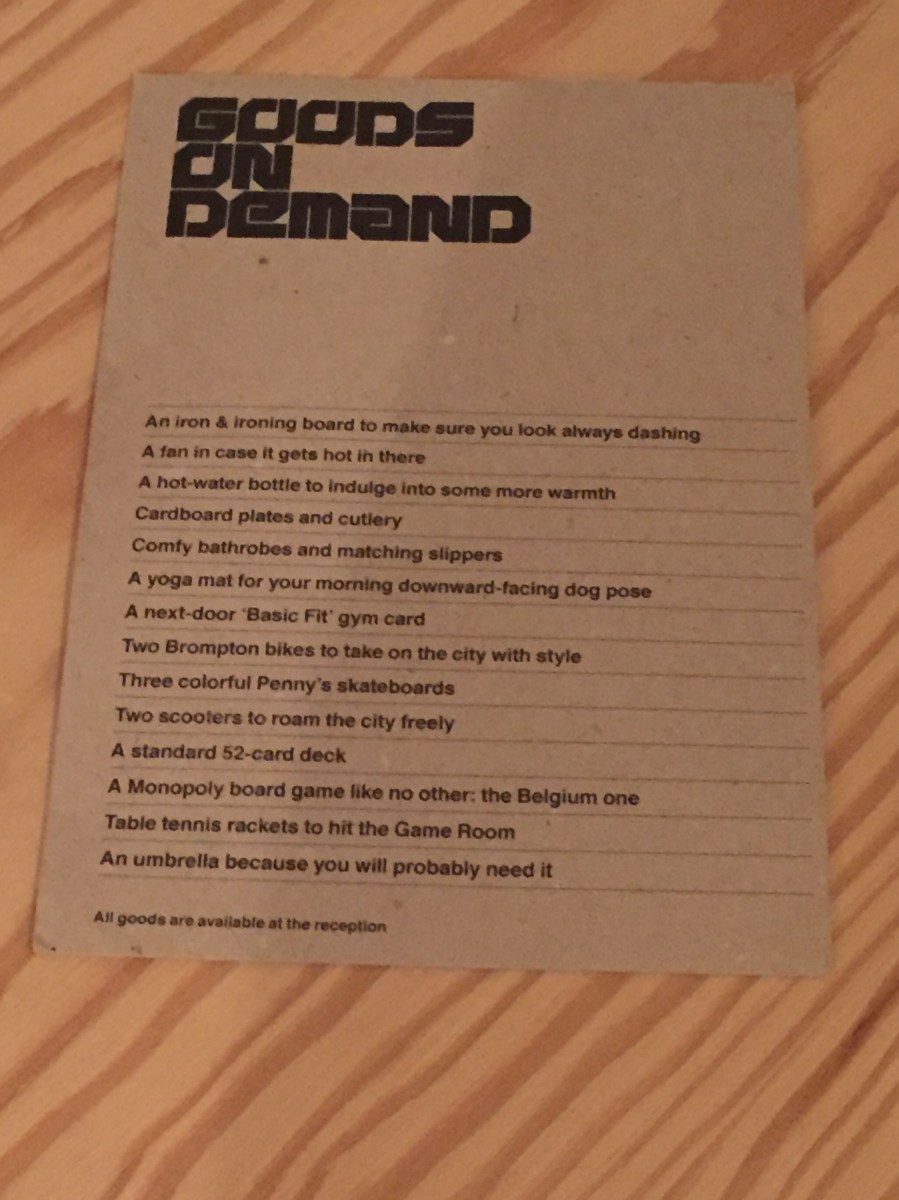 GOODS
ON
DEMAND
An iron & ironing board to make sure you look always dashing
A fan in case it gets hot in there
A hot-water bottle to indulge into some more warmth
Cardboard plates and cutlery
Comfy bathrobes and matching slippers
A yoga mat for your morning downward-facing dog pose
A next-door 'Basic Fit' gym card
Two Brompton bikes to take on the city with style
Three colorful Penny's skateboards
Two scooters to roam the city freely
A standard 52-card deck
A Monopoly board game like no other: the Belgium one
Table tennis rackets to hit the Game Room
An umbrella because you will probably need it
All goods are available at the reception